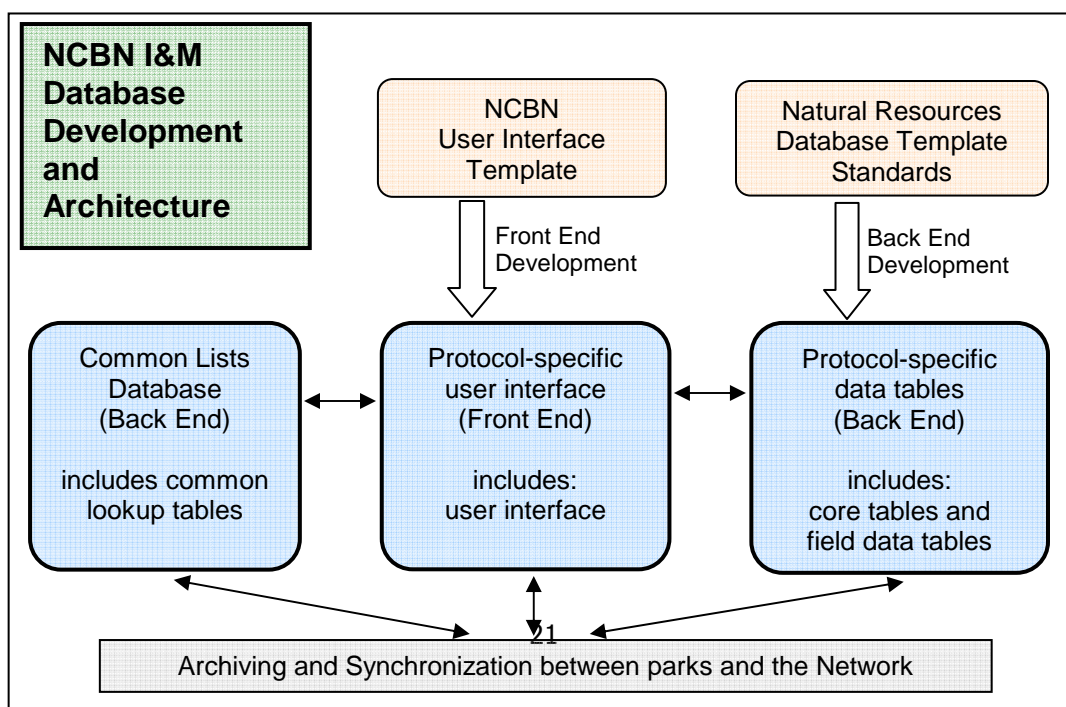 NCBN I&M
Database
Development
and
Architecture
NCBN
User Interface
Template
Natural Resources
Database Template
Standards
Front End
Development
Back End
Development
Common Lists
Database
(Back End)
includes common
lookup tables
Protocol-specific
user interface
(Front End)
includes:
user interface
Protocol-specific
data tables
(Back End)
includes:
core tables and
field data tables
21
Archiving and Synchronization between parks and the Network